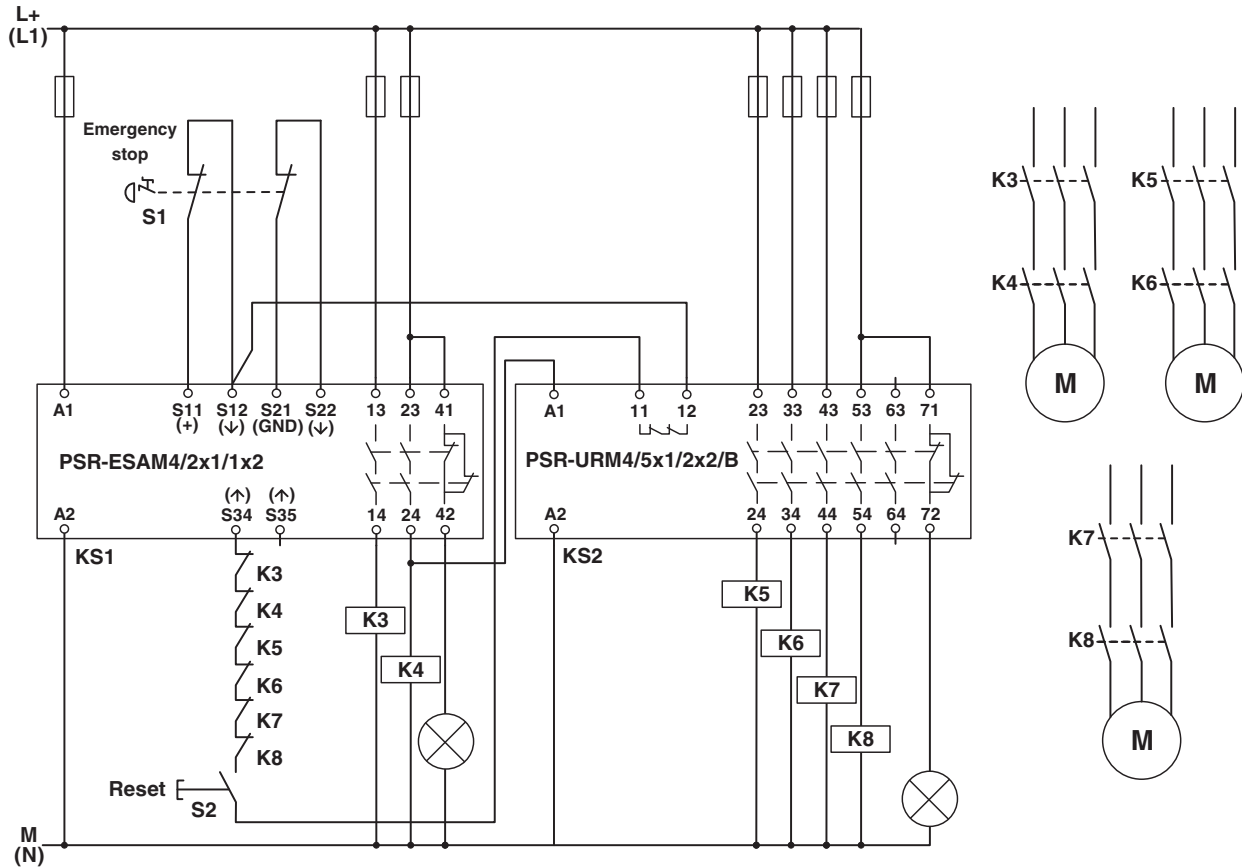 L+
(L1)
Emergency
stop
S1
K3
K5
K4
K6
M
M
A1
S11
S12
S21
S22
13
23
41
(+)
(↓)
(GND)
(↓)
A1
11
12
23
33
43
53
63
71
PSR-ESAM4/2x1/1x2
PSR-URM4/5x1/2x2/B
(↑)
(↑)
A2
S34
S35
14
24
42
A2
24
34
44
54
64
72
KS1
KS2
K3
K4
K5
K6
K7
K8
K3
K4
K5
K6
K7
K8
K7
K8
M
Reset
S2
M
(N)